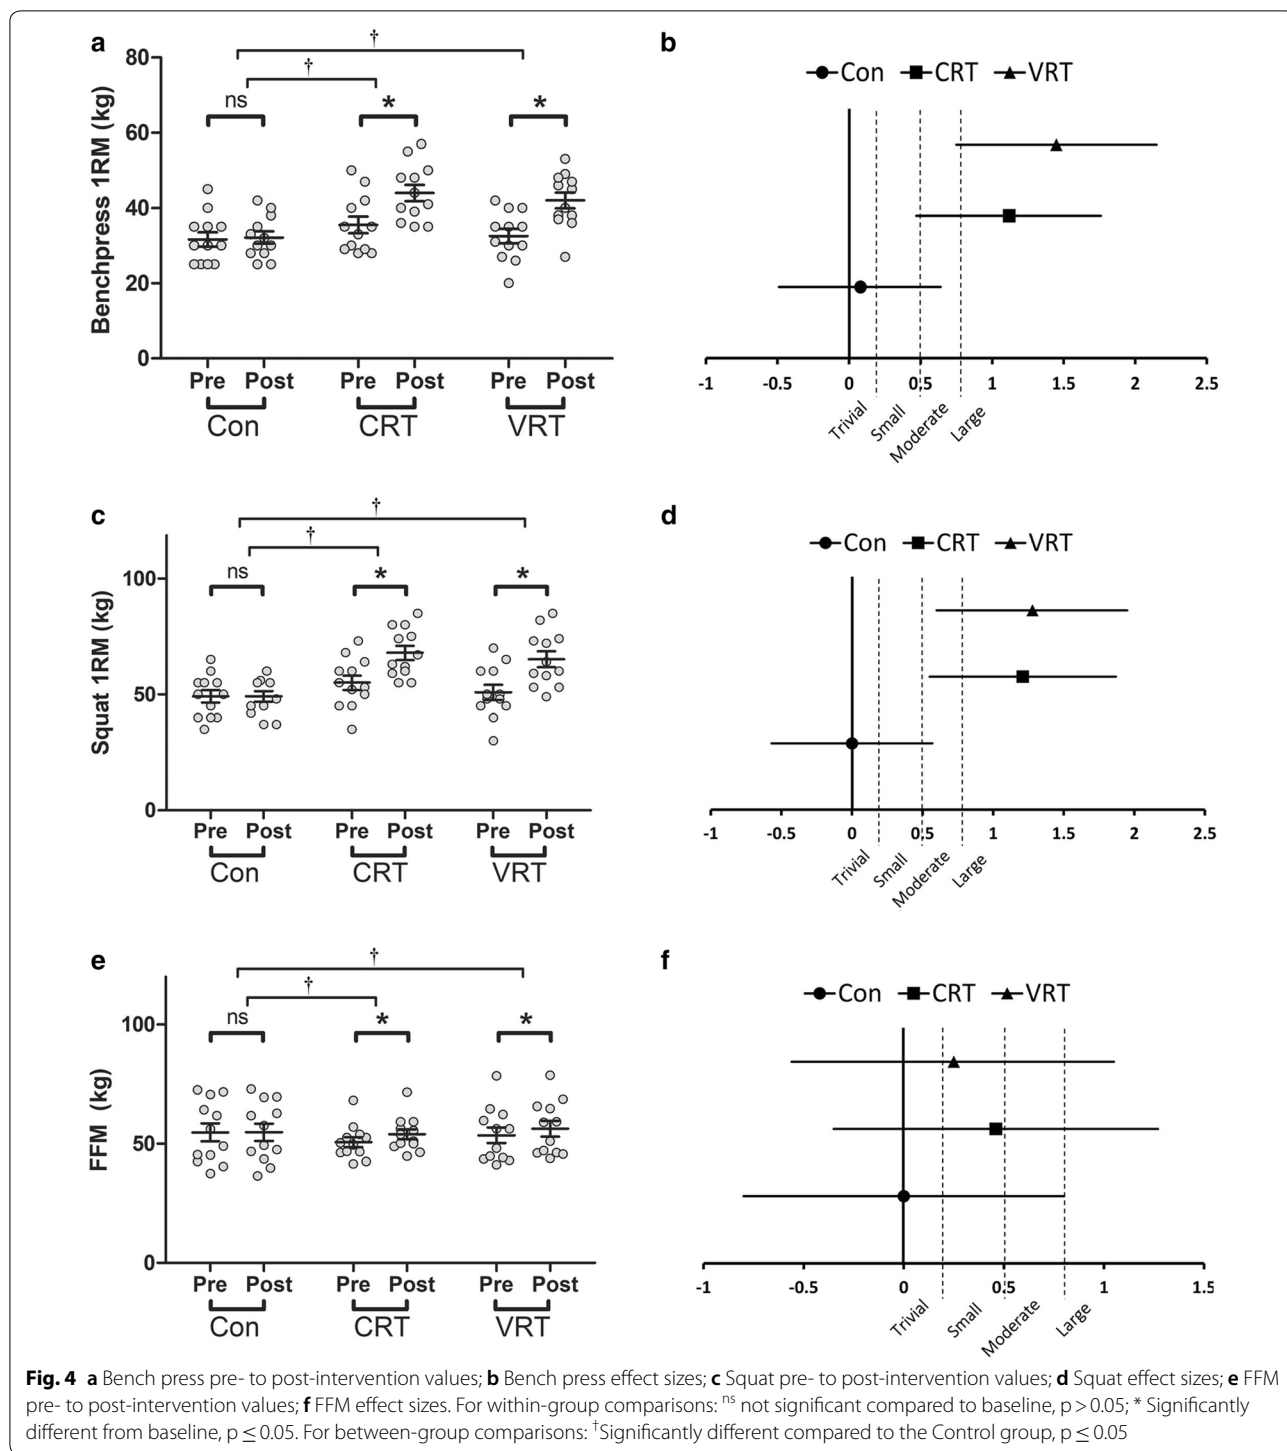 a
†
†
ns
*
*
80
60
40
20
0
Benchpress 1RM (kg)
Pre Post Pre Post Pre Post
Con CRT VRT
b
Con CRT VRT
-1 -0.5 0 0.5 1 1.5 2 2.5
Trivial Small Moderate Large
c
†
†
ns
*
*
100
50
0
Squat 1RM (kg)
Pre Post Pre Post Pre Post
Con CRT VRT
d
Con CRT VRT
-1 -0.5 0 0.5 1 1.5 2 2.5
Trivial Small Moderate Large
e
†
†
ns
*
*
100
50
0
FFM (kg)
Pre Post Pre Post Pre Post
Con CRT VRT
f
Con CRT VRT
-1 -0.5 0 0.5 1 1.5
Trivial Small Moderate Large
Fig. 4 a Bench press pre- to post-intervention values; b Bench press effect sizes; c Squat pre- to post-intervention values; d Squat effect sizes; e FFM
pre- to post-intervention values; f FFM effect sizes. For within-group comparisons: ns not significant compared to baseline, p > 0.05; * Significantly
different from baseline, p ≤ 0.05. For between-group comparisons: †Significantly different compared to the Control group, p ≤ 0.05